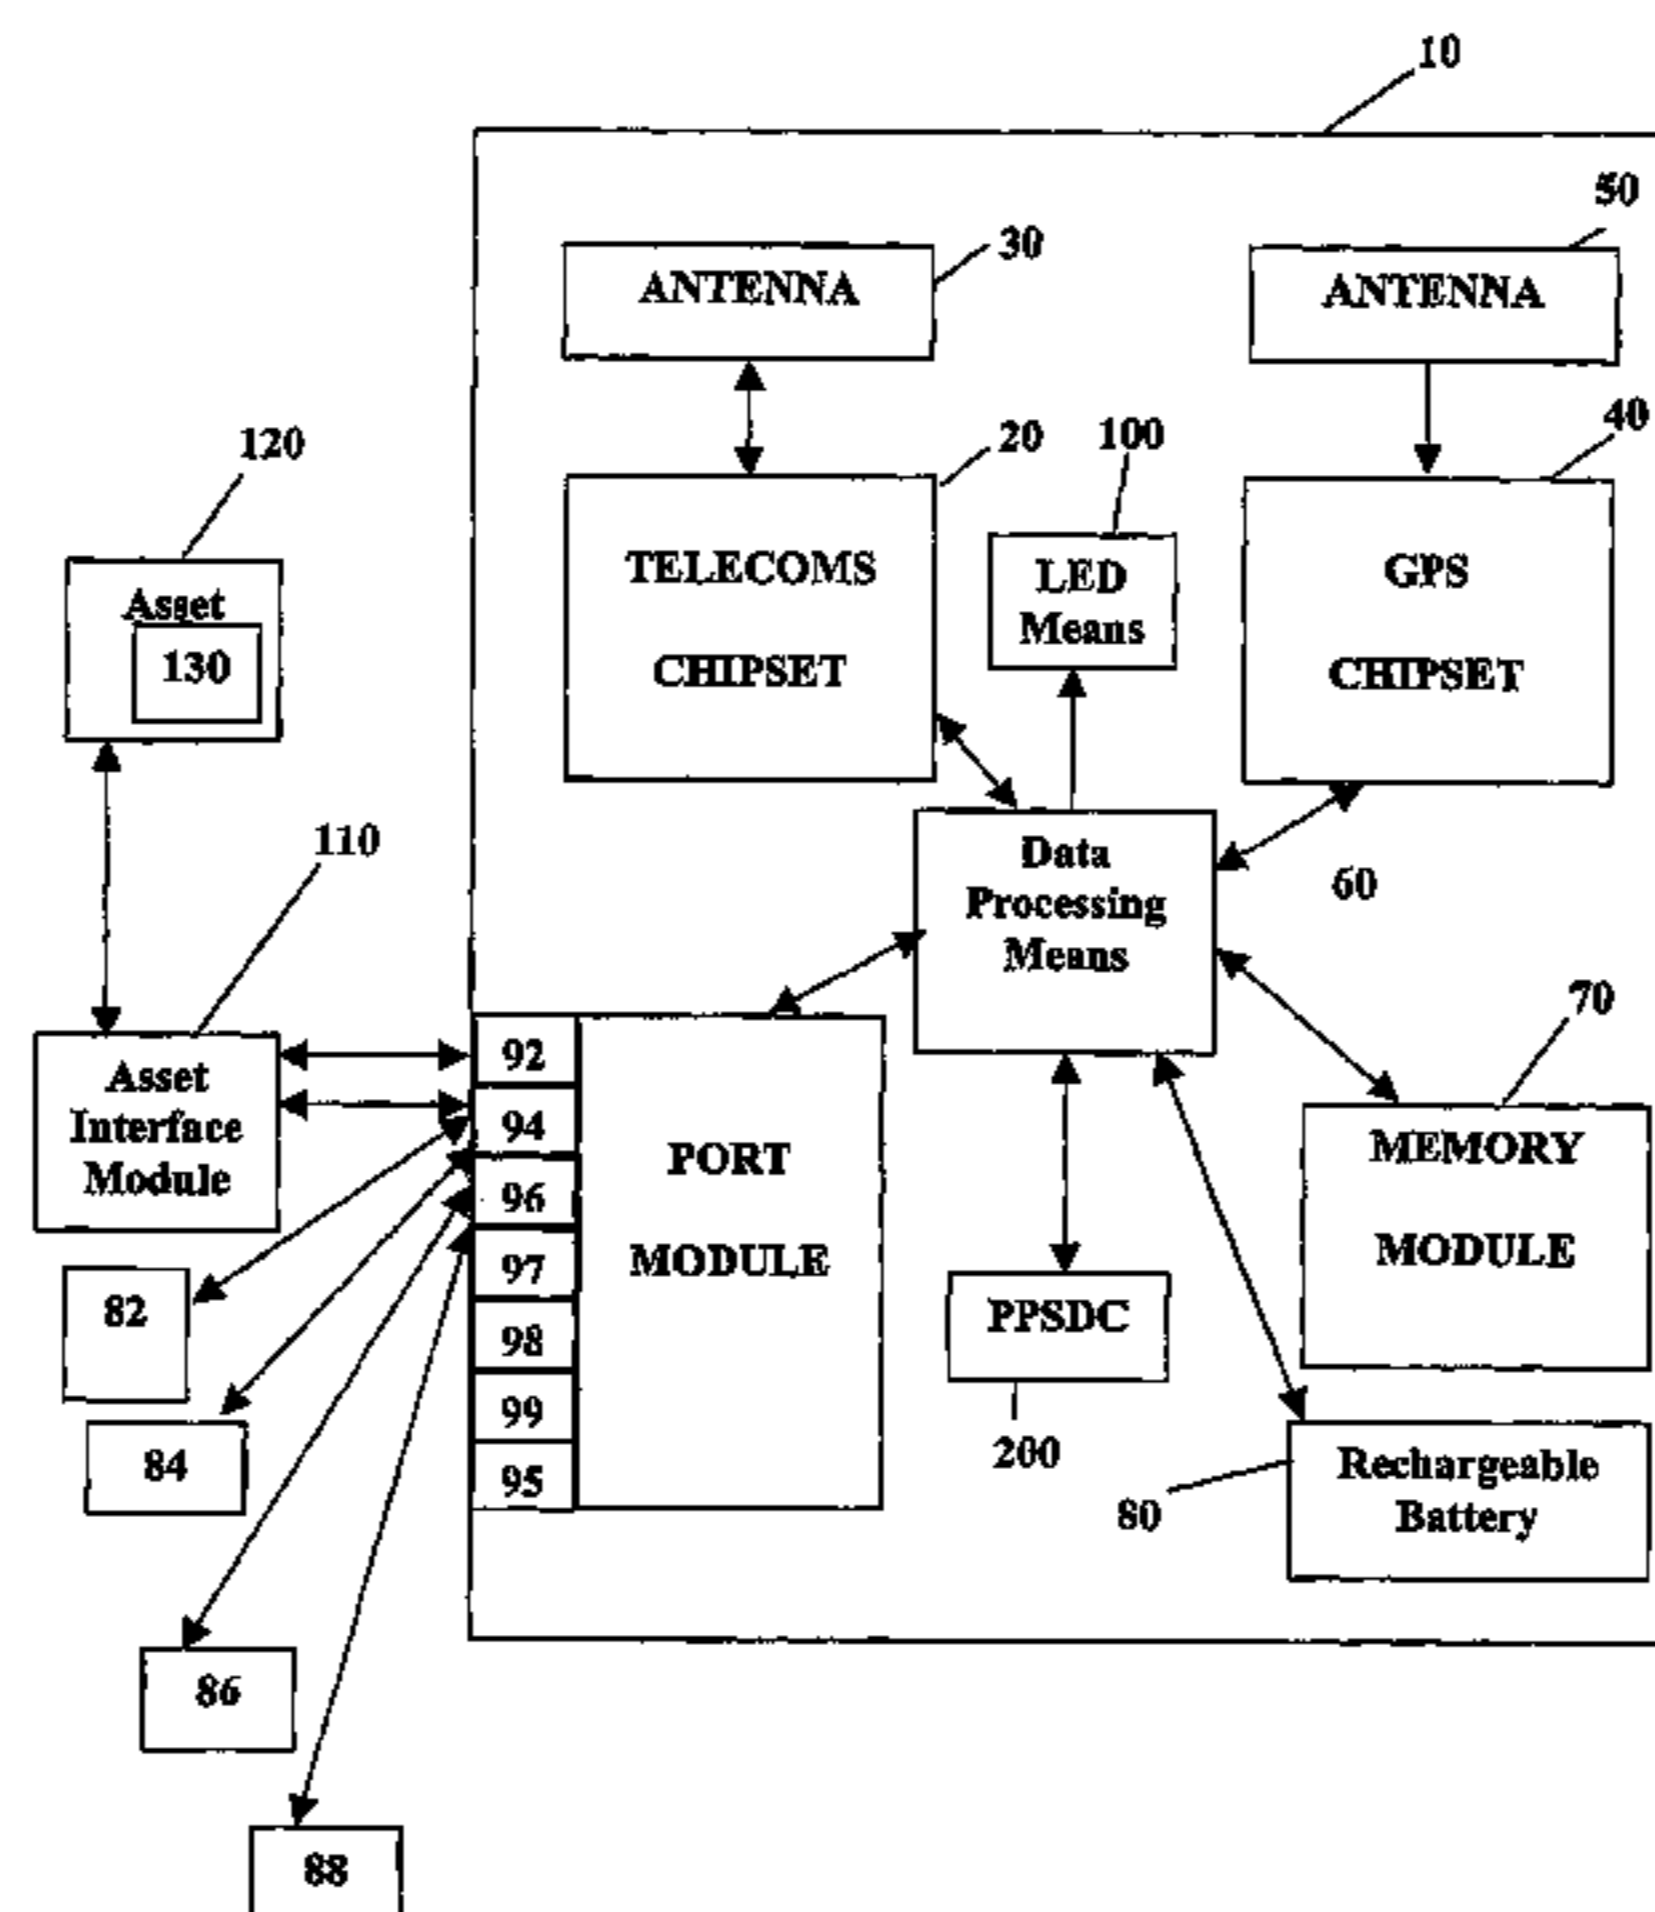 10
50
30
ANTENNA
ANTENNA
40
120
20
100
TELECOMS
CHIPSET
LED
Means
GPS
CHIPSET
Asset
130
110
Data
Processing
Means
60
70
Asset
Interface
Module
92
94
96
97
98
99
95
PORT
MODULE
MEMORY
MODULE
82
PPSDC
84
200
80
Rechargeable
Battery
86
88